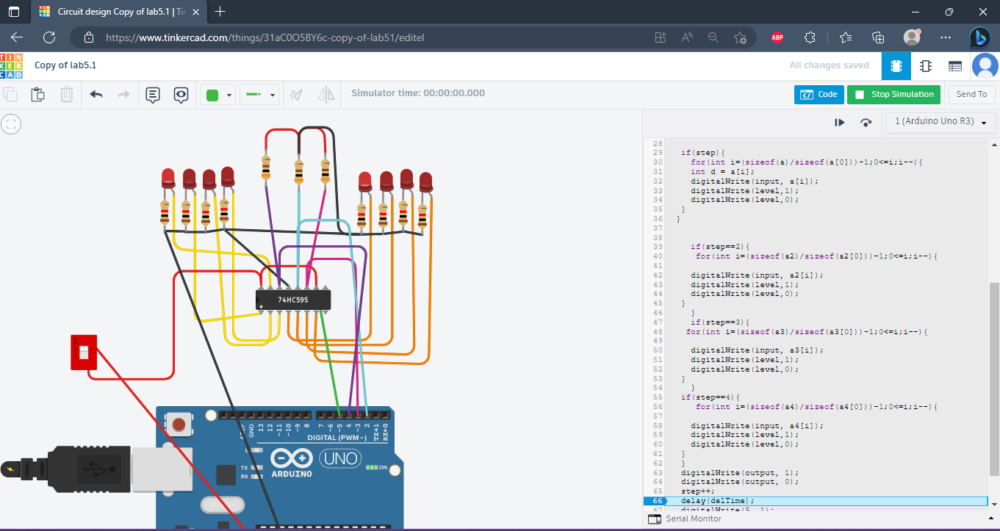 Circuit design Copy of lab5.1 | Ti
https://www.tinkercad.com/things/31aC0O5BY6c-copy-of-lab51/editel
ABP
TIN
KER
CAD
Copy of lab5.1
All changes saved
Simulator time: 00:00:00.000
Code
Stop Simulation
Send To
1 (Arduino Uno R3)
28
29 if(step){
30 for(int i=(sizeof(a)/sizeof(a[0]))-1;0<=i;i--){
31 int d = a[i];
32 digitalWrite(input, a[i]);
33 digitalWrite(level,1);
34 digitalWrite(level,0);
35 }
36 }
37
38
39 if(step==2){
40 for(int i=(sizeof(a2)/sizeof(a2[0]))-1;0<=i;i--){
41
42 digitalWrite(input, a2[i]);
43 digitalWrite(level,1);
44 digitalWrite(level,0);
45 }
46 }
47 if(step==3){
48 for(int i=(sizeof(a3)/sizeof(a3[0]))-1;0<=i;i--){
49
50 digitalWrite(input, a3[i]);
51 digitalWrite(level,1);
52 digitalWrite(level,0);
53 }
54 }
55 if(step==4){
56 for(int i=(sizeof(a4)/sizeof(a4[0]))-1;0<=i;i--){
57
58 digitalWrite(input, a4[i]);
59 digitalWrite(level,1);
60 digitalWrite(level,0);
61 }
62 }
63 digitalWrite(output, 1);
64 digitalWrite(output, 0);
65 step++;
66 delay(delTime);
67 digitalWrite(5, 1);
Serial Monitor
74HC595
AREF
GND
13
12
~11
~10
~9
8
7
~6
~5
4
~3
2
TX→1
RX←0
DIGITAL (PWM~)
TX
RX
ARDUINO
UNO
ON